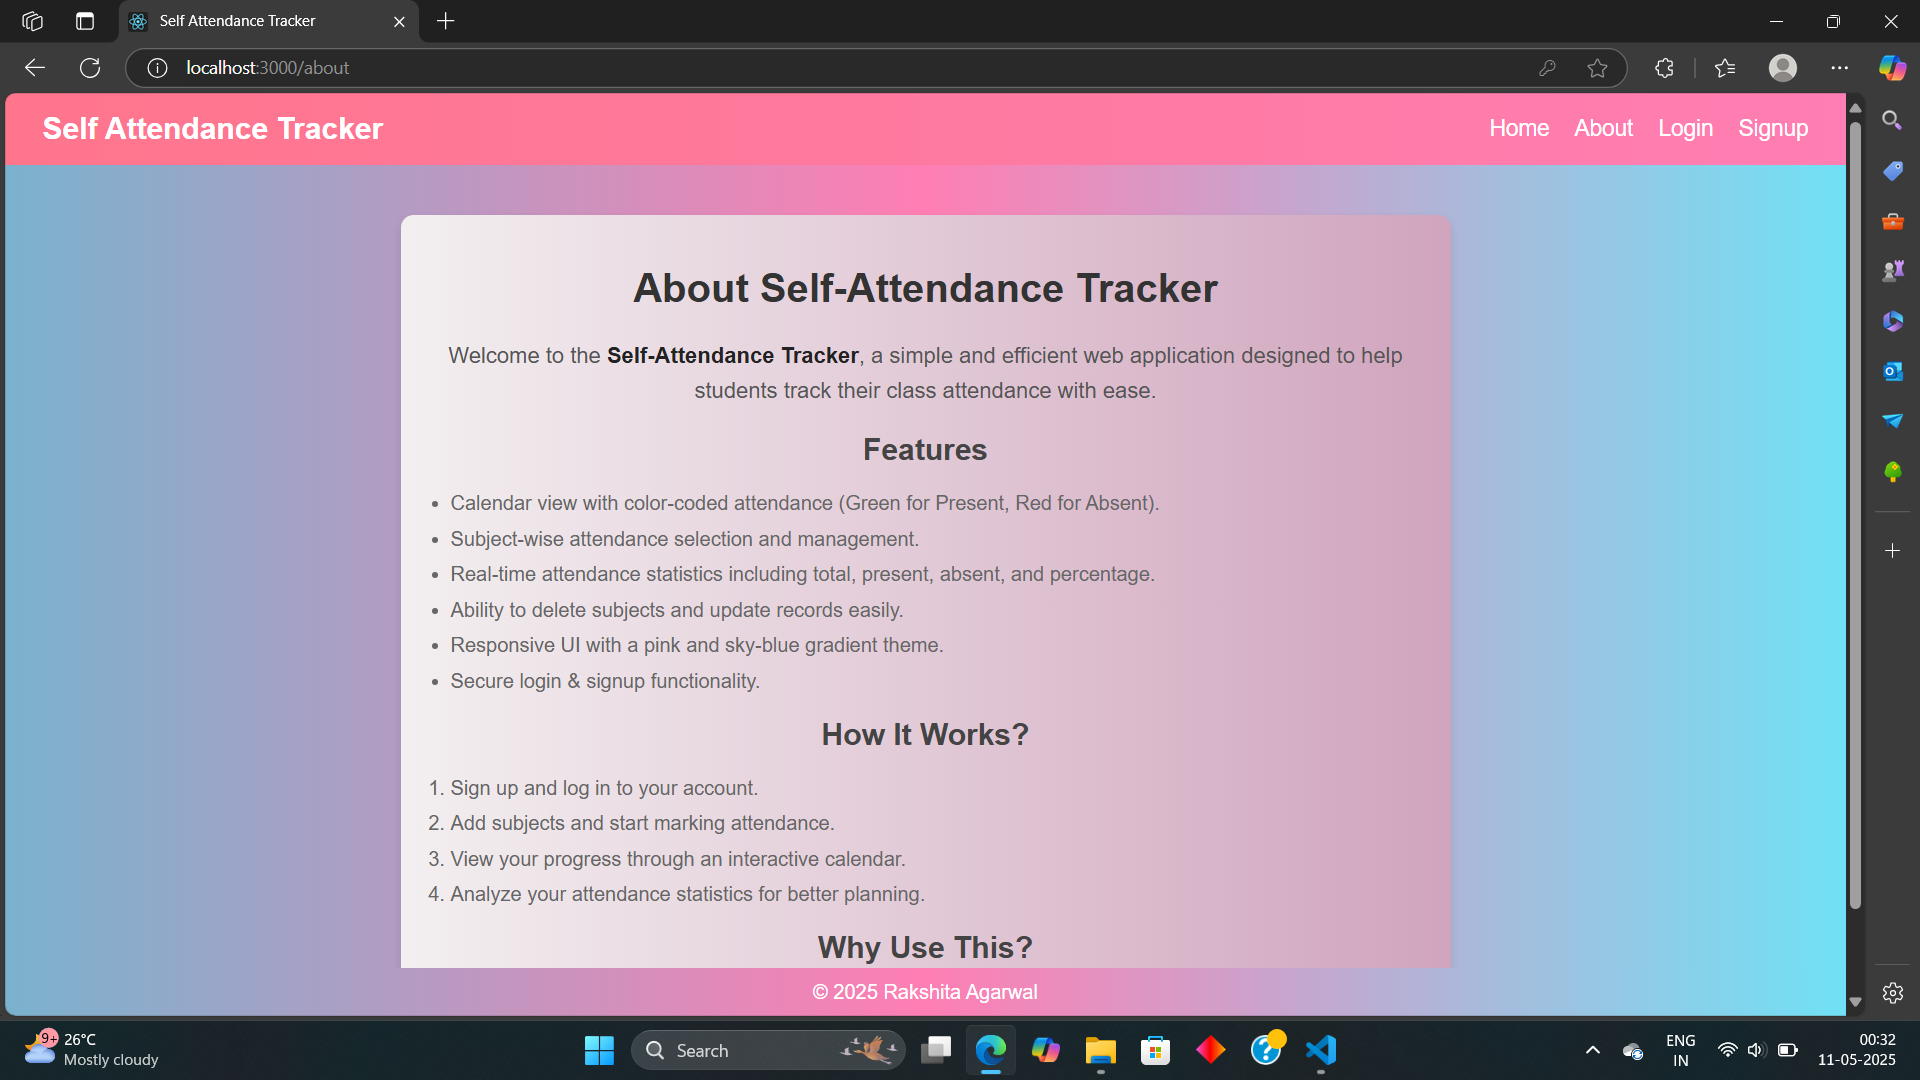 Self Attendance Tracker
localhost:3000/about
Self Attendance Tracker
Home About Login Signup
About Self-Attendance Tracker
Welcome to the Self-Attendance Tracker, a simple and efficient web application designed to help
students track their class attendance with ease.
Features
• Calendar view with color-coded attendance (Green for Present, Red for Absent).
• Subject-wise attendance selection and management.
• Real-time attendance statistics including total, present, absent, and percentage.
• Ability to delete subjects and update records easily.
• Responsive UI with a pink and sky-blue gradient theme.
• Secure login & signup functionality.
How It Works?
1. Sign up and log in to your account.
2. Add subjects and start marking attendance.
3. View your progress through an interactive calendar.
4. Analyze your attendance statistics for better planning.
Why Use This?
© 2025 Rakshita Agarwal
9+
26°C
Mostly cloudy
Search
ENG
IN
00:32
11-05-2025